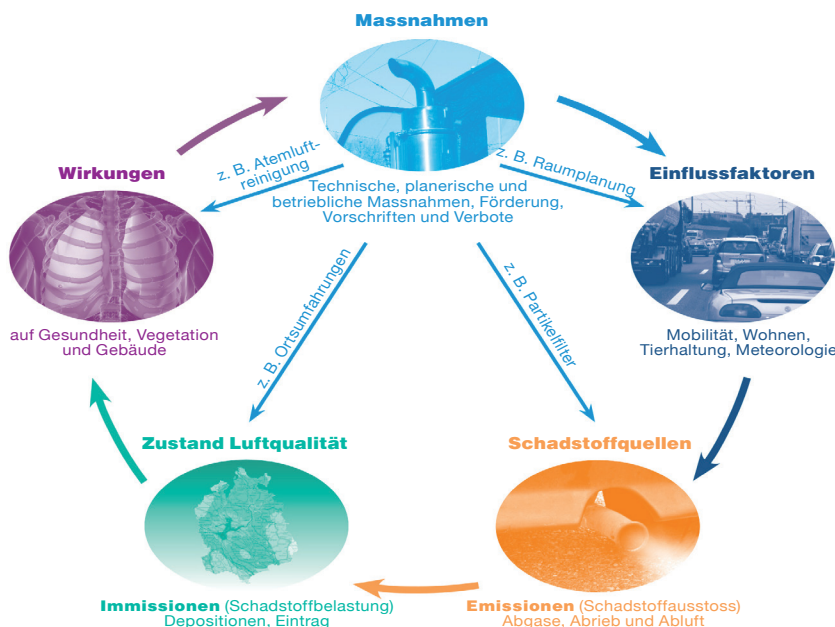 Massnahmen
z. B. Atemluft-
reinigung
z. B. Raumplanung
Wirkungen
Einflussfaktoren
Technische, planerische und
betriebliche Massnahmen, Förderung,
Vorschriften und Verbote
auf Gesundheit, Vegetation
und Gebäude
z. B. Ortsumfahrungen
z. B. Partikelfilter
Mobilität, Wohnen,
Tierhaltung, Meteorologie
Zustand Luftqualität
Schadstoffquellen
Immissionen (Schadstoffbelastung)
Depositionen, Eintrag
Emissionen (Schadstoffausstoss)
Abgase, Abrieb und Abluft